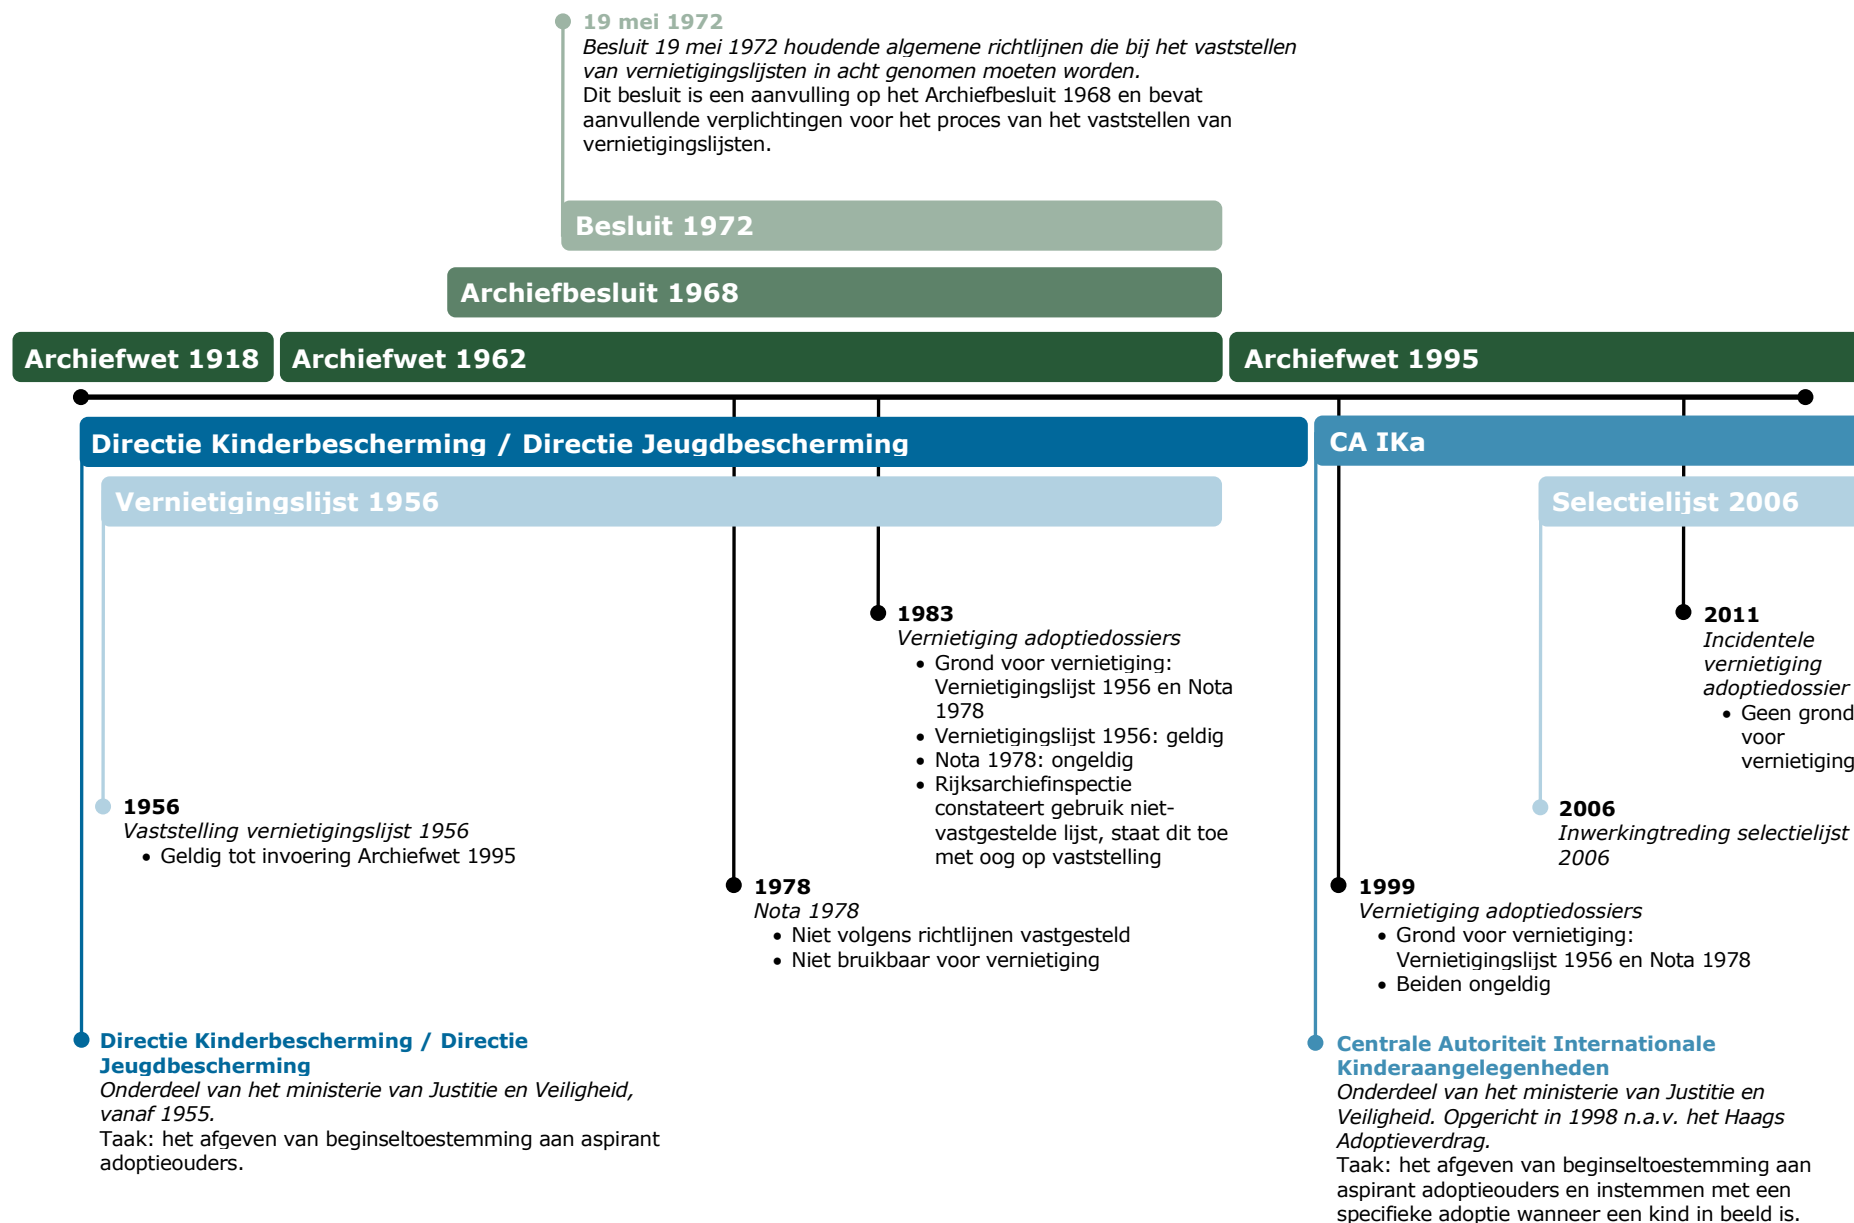 19 mei 1972
Besluit 19 mei 1972 houdende algemene richtlijnen die bij het vaststellen
van vernietigingslijsten in acht genomen moeten worden.
Dit besluit is een aanvulling op het Archiefbesluit 1968 en bevat
aanvullende verplichtingen voor het proces van het vaststellen van
vernietigingslijsten.
Besluit 1972
Archiefbesluit 1968
Archiefwet 1918
Archiefwet 1962
Archiefwet 1995
Directie Kinderbescherming / Directie Jeugdbescherming
CA IKa
Vernietigingslijst 1956
Selectielijst 2006
1983
Vernietiging adoptiedossiers
• Grond voor vernietiging:
Vernietigingslijst 1956 en Nota
1978
• Vernietigingslijst 1956: geldig
• Nota 1978: ongeldig
• Rijksarchiefinspectie
constateert gebruik niet-
vastgestelde lijst, staat dit toe
met oog op vaststelling
2011
Incidentele
vernietiging
adoptiedossier
• Geen grond
voor
vernietiging
1956
Vaststelling vernietigingslijst 1956
• Geldig tot invoering Archiefwet 1995
2006
Inwerkingtreding selectielijst
2006
1978
Nota 1978
• Niet volgens richtlijnen vastgesteld
• Niet bruikbaar voor vernietiging
1999
Vernietiging adoptiedossiers
• Grond voor vernietiging:
Vernietigingslijst 1956 en Nota 1978
• Beiden ongeldig
Directie Kinderbescherming / Directie
Jeugdbescherming
Onderdeel van het ministerie van Justitie en Veiligheid,
vanaf 1955.
Taak: het afgeven van beginseltoestemming aan aspirant
adoptieouders.
Centrale Autoriteit Internationale
Kinderaangelegenheden
Onderdeel van het ministerie van Justitie en
Veiligheid. Opgericht in 1998 n.a.v. het Haags
Adoptieverdrag.
Taak: het afgeven van beginseltoestemming aan
aspirant adoptieouders en instemmen met een
specifieke adoptie wanneer een kind in beeld is.